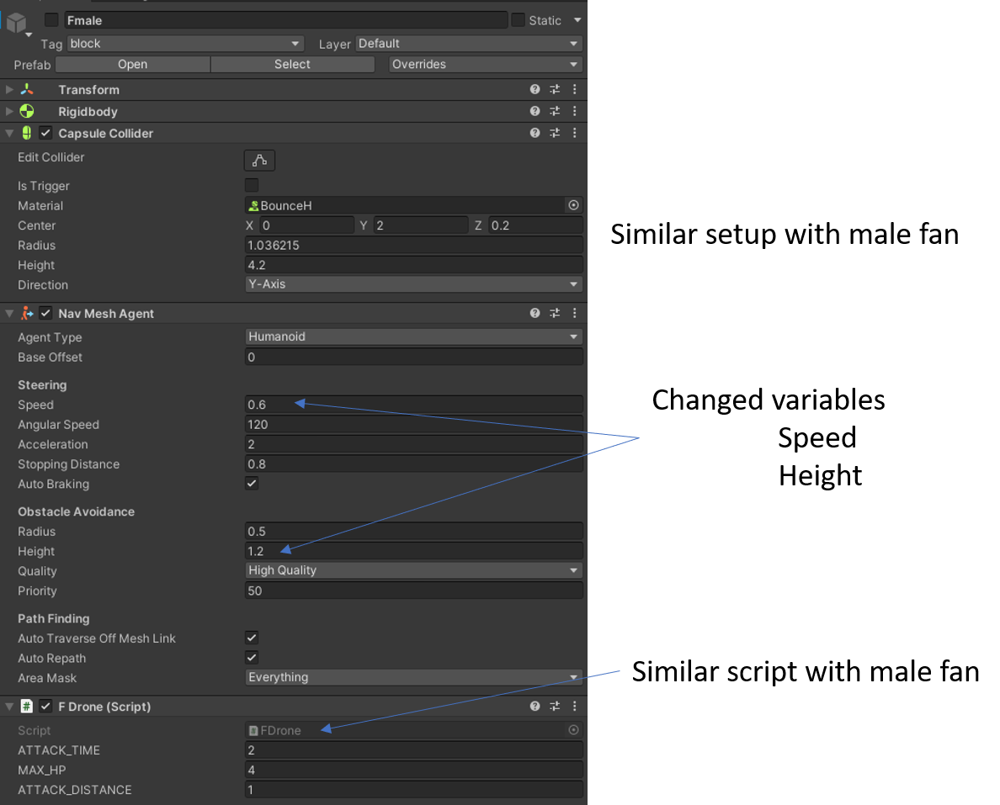 Fmale Static
Tag block Layer Default
Prefab Open Select Overrides
Transform
Rigidbody
Capsule Collider
Edit Collider
Is Trigger
Material BounceH
Center X 0 Y 2 Z 0.2
Radius 1.036215
Height 4.2
Direction Y-Axis
Similar setup with male fan
Nav Mesh Agent
Agent Type Humanoid
Base Offset 0
Steering
Speed 0.6
Angular Speed 120
Acceleration 2
Stopping Distance 0.8
Auto Braking
Changed variables
Speed
Height
Obstacle Avoidance
Radius 0.5
Height 1.2
Quality High Quality
Priority 50
Path Finding
Auto Traverse Off Mesh Link
Auto Repath
Area Mask Everything
Similar script with male fan
F Drone (Script)
Script FDrone
ATTACK_TIME 2
MAX_HP 4
ATTACK_DISTANCE 1